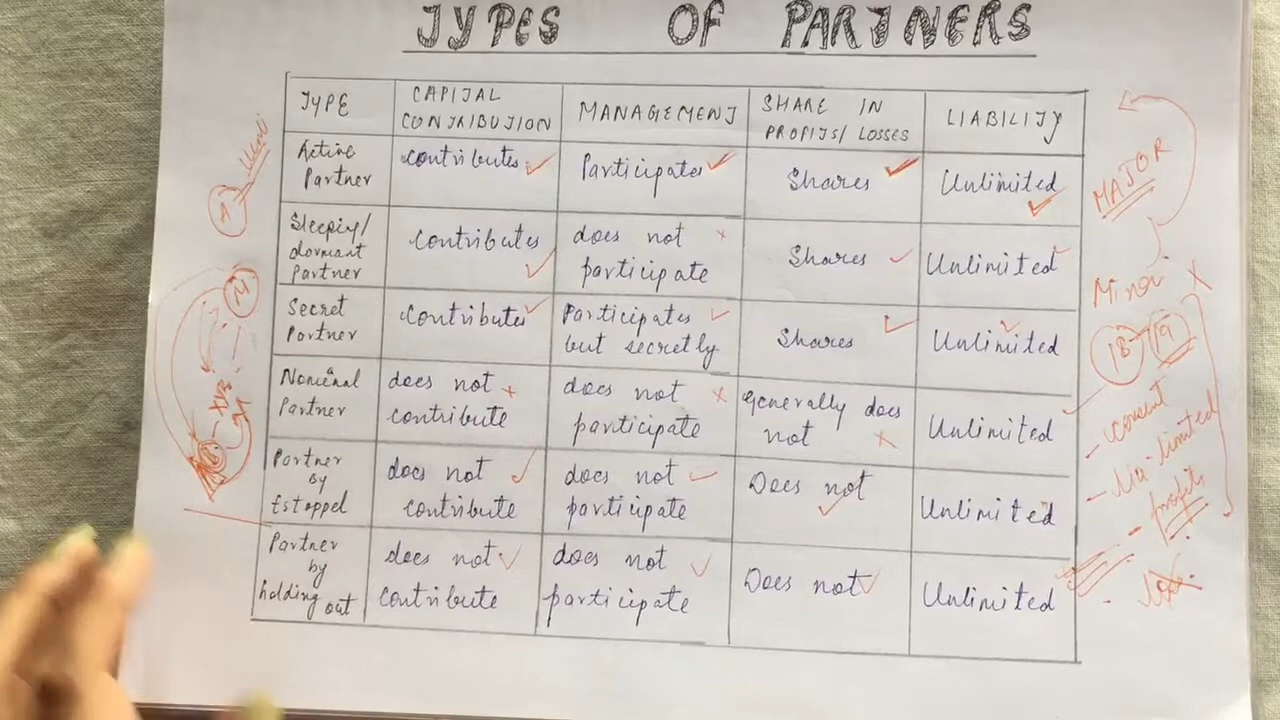 TYPES OF PARTNERS
TYPE
CAPITAL
CONTRIBUTION
MANAGEMENT
SHARE IN
PROFITS/ LOSSES
LIABILITY
Active
Partner
contributes
Participates
Shares
Unlimited
Sleeping/
dormant
Partner
contributes
does not
participate
Shares
Unlimited
Secret
Partner
contributes
Participates
but secretly
Shares
Unlimited
Nominal
Partner
does not
contribute
does not
participate
Generally does
not
Unlimited
Partner
by
Estoppel
does not
contribute
does not
participate
Does not
Unlimited
Partner
by
holding out
does not
contribute
does not
participate
Does not
Unlimited
MAJOR
Minor X
18 - 19
- consent
- Lia-limited
- profits
A
M
- XYB